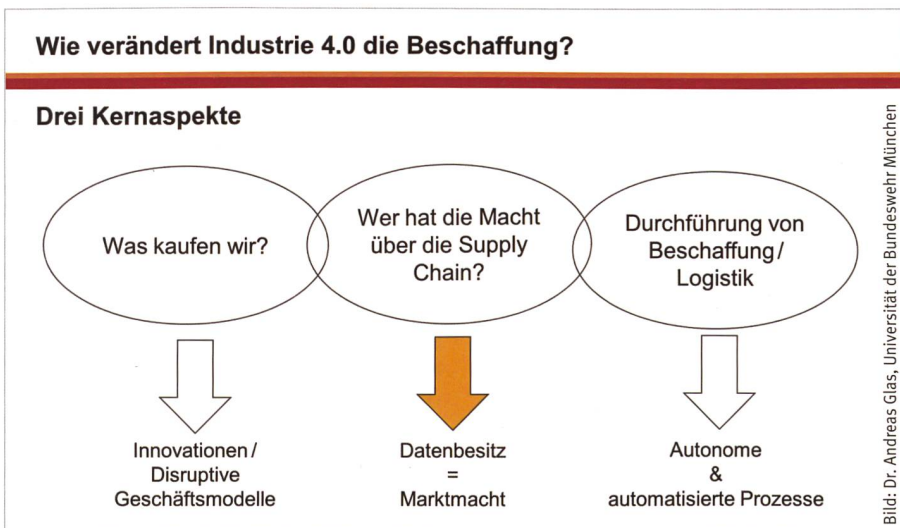 Wie verändert Industrie 4.0 die Beschaffung?
Drei Kernaspekte
Was kaufen wir?
Wer hat die Macht
über die Supply
Chain?
Durchführung von
Beschaffung/
Logistik
Innovationen/
Disruptive
Geschäftsmodelle
Datenbesitz
=
Marktmacht
Autonome
&
automatisierte Prozesse
Bild: Dr. Andreas Glas, Universität der Bundeswehr München